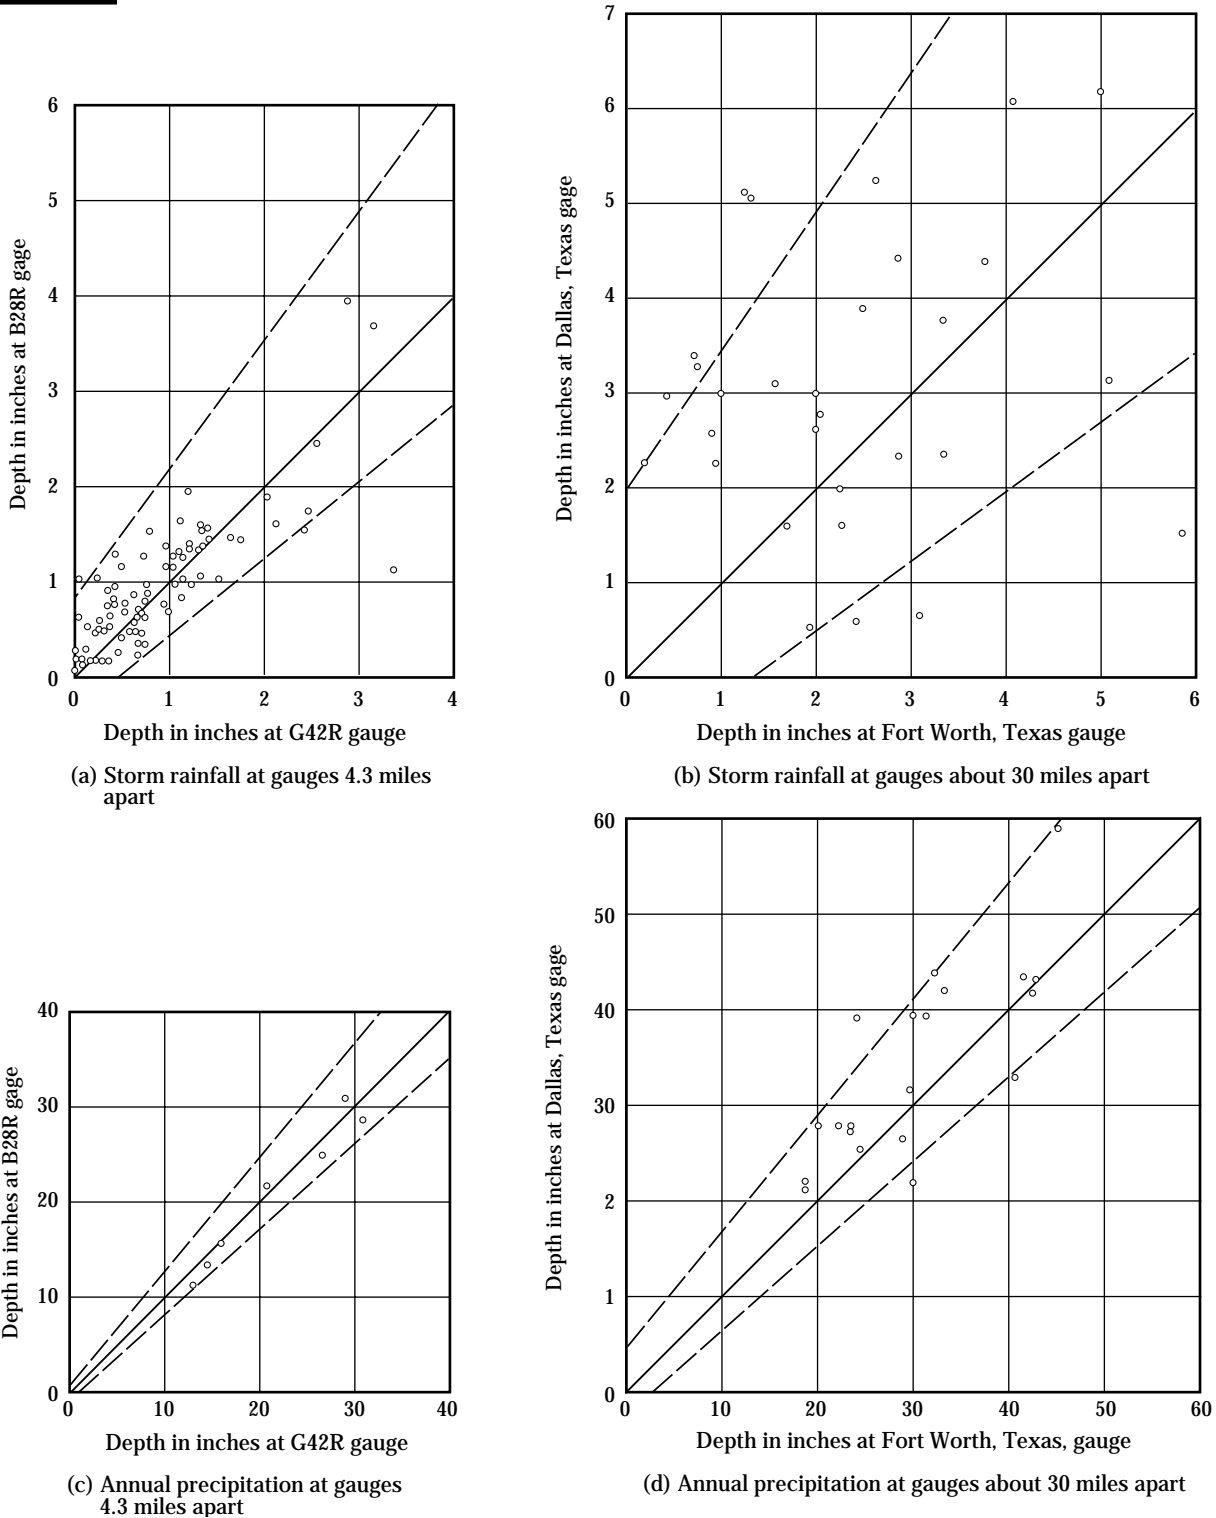 7
6
5
4
3
2
1
0
0 1 2 3 4 5 6
Depth in inches at Dallas, Texas gage
Depth in inches at Fort Worth, Texas gauge
(b) Storm rainfall at gauges about 30 miles apart
6
5
4
3
2
1
0
0 1 2 3 4
Depth in inches at B28R gage
Depth in inches at G42R gauge
(a) Storm rainfall at gauges 4.3 miles
apart
60
50
40
30
2
1
0
0 10 20 30 40 50 60
Depth in inches at Dallas, Texas gage
Depth in inches at Fort Worth, Texas, gauge
(d) Annual precipitation at gauges about 30 miles apart
40
30
20
10
0
0 10 20 30 40
Depth in inches at B28R gage
Depth in inches at G42R gauge
(c) Annual precipitation at gauges
4.3 miles apart